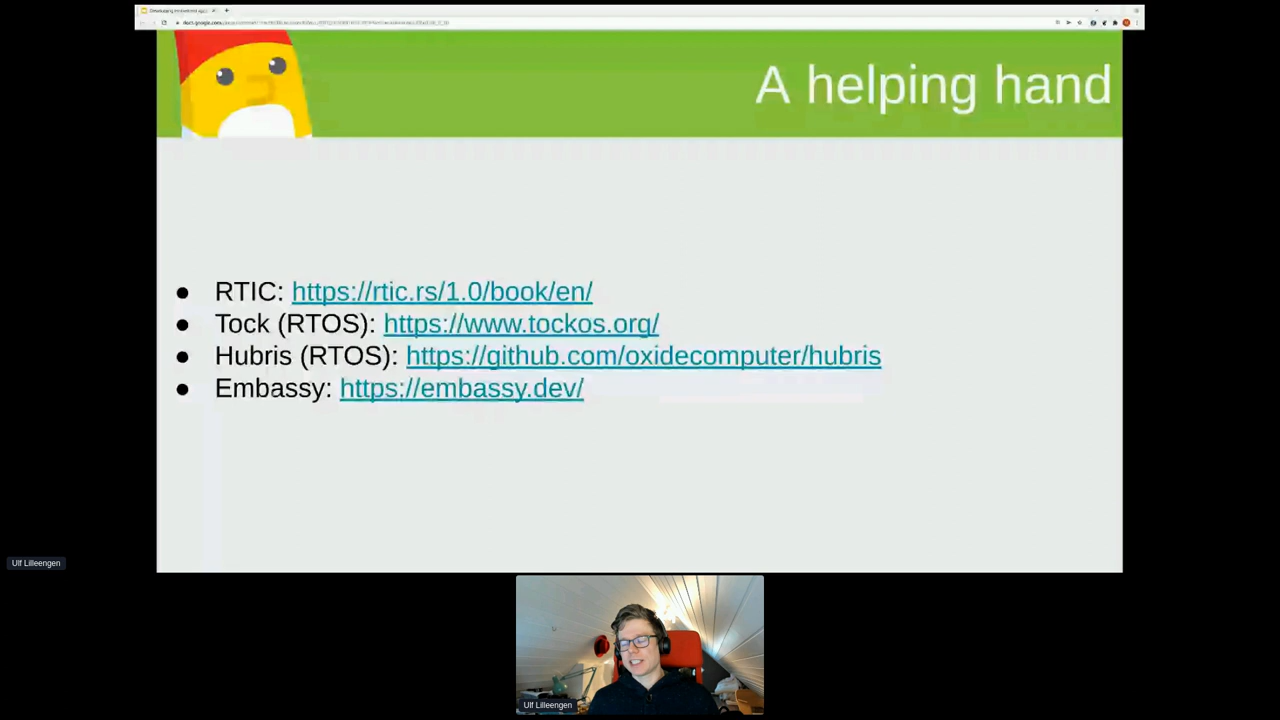 A helping hand
● RTIC: https://rtic.rs/1.0/book/en/
● Tock (RTOS): https://www.tockos.org/
● Hubris (RTOS): https://github.com/oxidecomputer/hubris
● Embassy: https://embassy.dev/
Ulf Lilleengen
Ulf Lilleengen